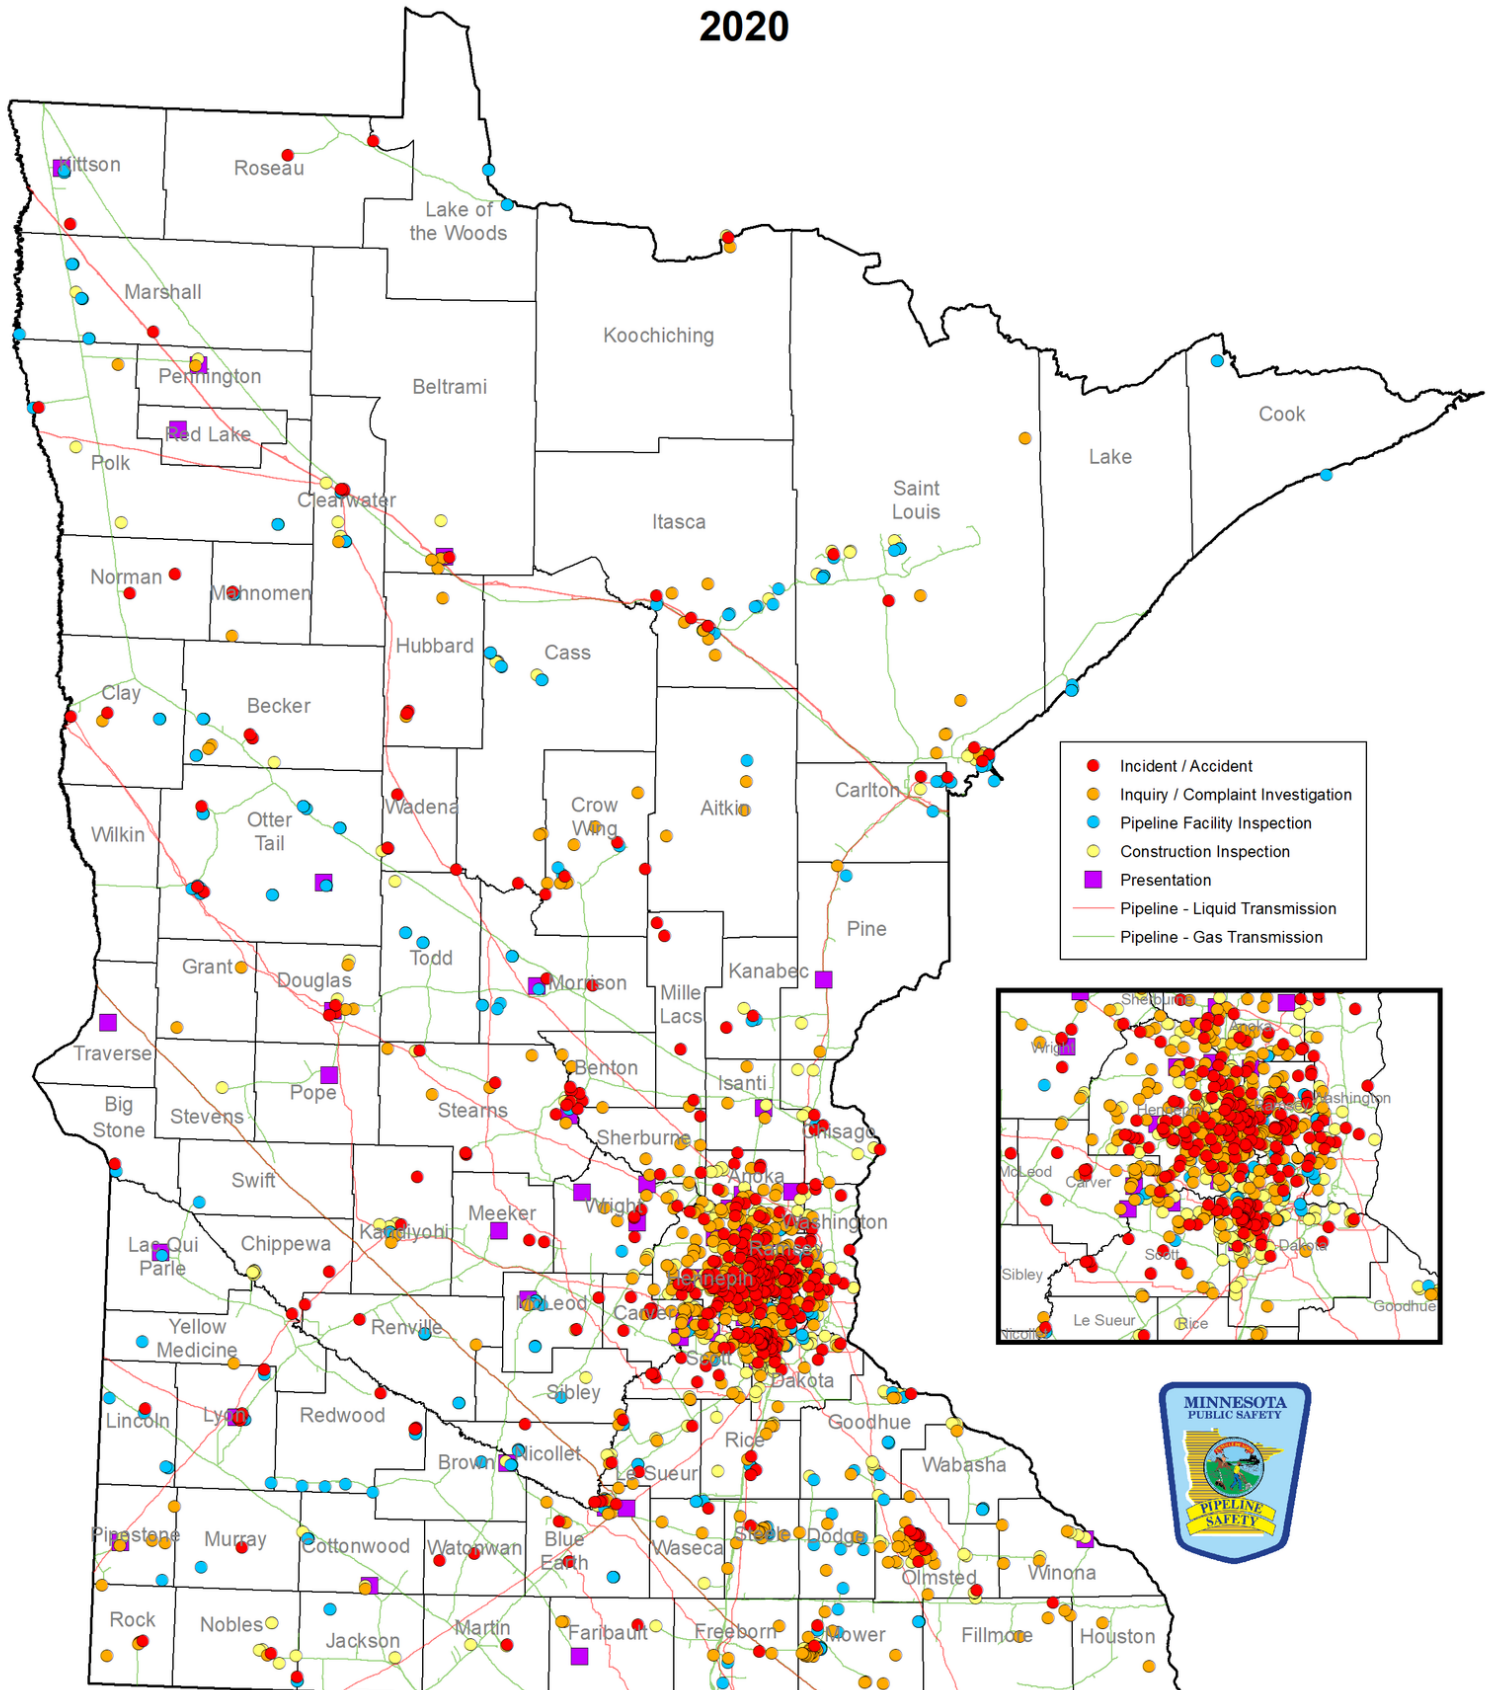 2020
Kittson
Roseau
Lake of
the Woods
Marshall
Koochiching
Pennington
Beltrami
Red Lake
Cook
Polk
Lake
Clearwater
Saint
Louis
Itasca
Norman
Mahnomen
Hubbard
Cass
Clay
Becker
Incident / Accident
Inquiry / Complaint Investigation
Pipeline Facility Inspection
Construction Inspection
Presentation
Pipeline - Liquid Transmission
Pipeline - Gas Transmission
Wadena
Crow
Wing
Aitkin
Carlton
Wilkin
Otter
Tail
Pine
Grant
Douglas
Todd
Morrison
Kanabec
Mille
Lacs
Traverse
Pope
Benton
Isanti
Big
Stone
Stevens
Stearns
Sherburne
Chisago
Swift
Anoka
Wright
Meeker
Washington
Lac Qui
Parle
Chippewa
Kandiyohi
Ramsey
Hennepin
McLeod
Carver
Renville
Yellow
Medicine
Scott
Dakota
Sibley
Lincoln
Lyon
Redwood
Goodhue
Brown
Nicollet
Rice
Le Sueur
Wabasha
Pipestone
Murray
Cottonwood
Watonwan
Blue
Earth
Waseca
Steele
Dodge
Olmsted
Winona
Rock
Nobles
Jackson
Martin
Faribault
Freeborn
Mower
Fillmore
Houston
Sherburne
Anoka
Wright
Hennepin
Ramsey
Washington
McLeod
Carver
Scott
Dakota
Sibley
Le Sueur
Rice
Goodhue
Nicollet
MINNESOTA
PUBLIC SAFETY
PIPELINE
SAFETY